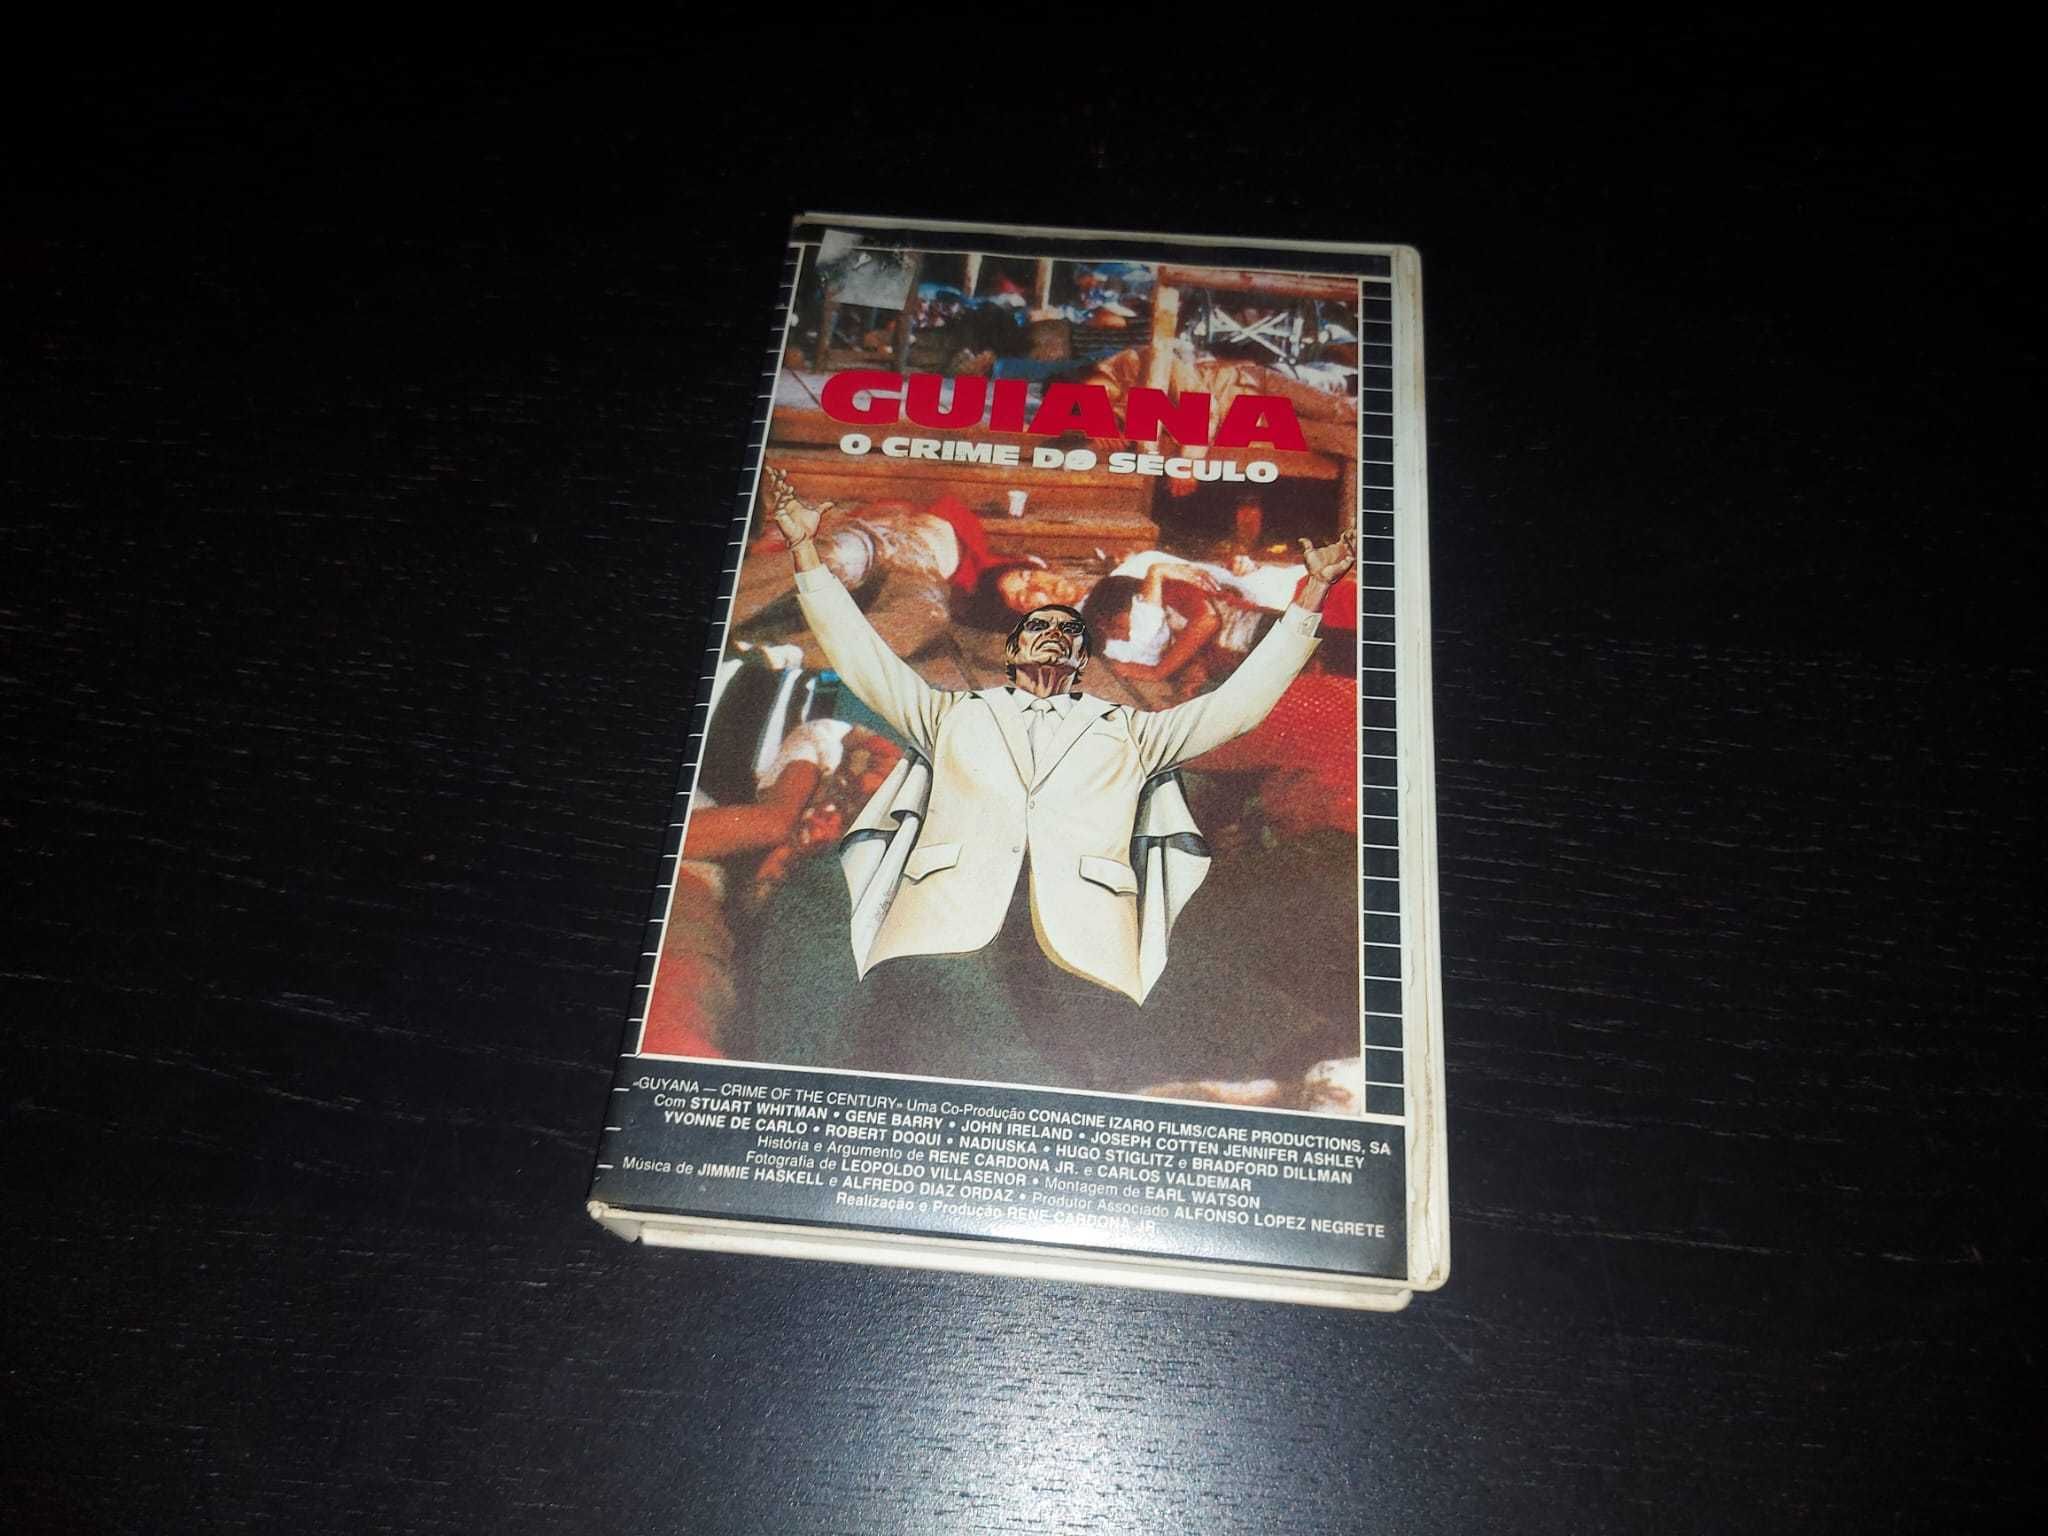 GUIANA
O CRIME DO SÉCULO
«GUYANA — CRIME OF THE CENTURY» Uma Co-Produção CONACINE IZARO FILMS/CARE PRODUCTIONS, SA
Com STUART WHITMAN • GENE BARRY • JOHN IRELAND • JOSEPH COTTEN JENNIFER ASHLEY
YVONNE DE CARLO • ROBERT DOQUI • NADIUSKA • HUGO STIGLITZ e BRADFORD DILLMAN
História e Argumento de RENE CARDONA JR. e CARLOS VALDEMAR
Fotografia de LEOPOLDO VILLASENOR • Montagem de EARL WATSON
Música de JIMMIE HASKELL e ALFREDO DIAZ ORDAZ • Produtor Associado ALFONSO LOPEZ NEGRETE
Realização e Produção RENE CARDONA JR.